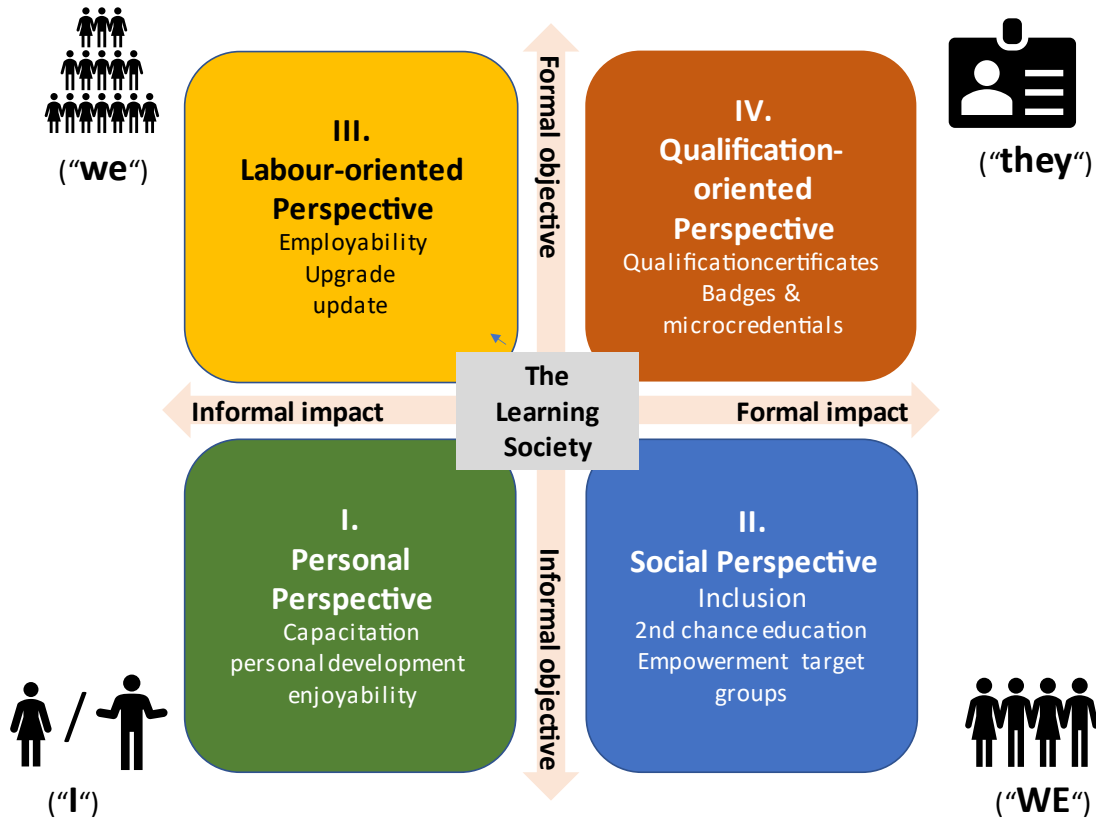 ("we")
III.
Labour-oriented
Perspective
Employability
Upgrade
update
Formal objective
IV.
Qualification-
oriented
Perspective
Qualificationcertificates
Badges &
microcredentials
("they")
Informal impact
The
Learning
Society
Formal impact
I.
Personal
Perspective
Capacitation
personal development
enjoyability
Informal objective
II.
Social Perspective
Inclusion
2nd chance education
Empowerment target
groups
/
("I")
("WE")